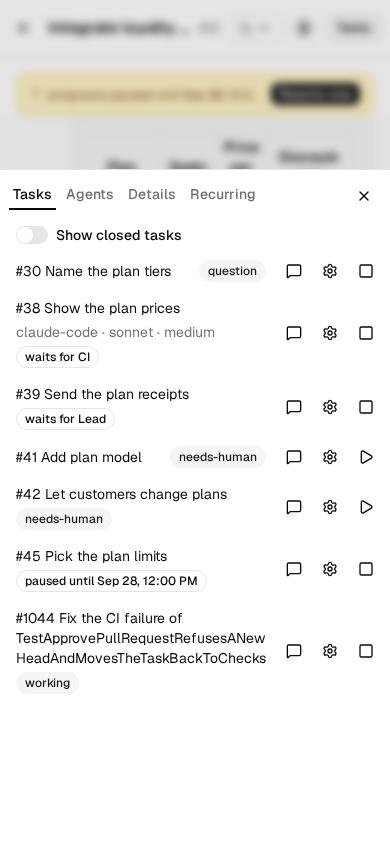 Tasks
Tasks Agents Details Recurring
Show closed tasks
#30 Name the plan tiers question
#38 Show the plan prices
claude-code · sonnet · medium
waits for CI
#39 Send the plan receipts
waits for Lead
#41 Add plan model needs-human
#42 Let customers change plans
needs-human
#45 Pick the plan limits
paused until Sep 28, 12:00 PM
#1044 Fix the CI failure of
TestApprovePullRequestRefusesANew
HeadAndMovesTheTaskBackToChecks
working